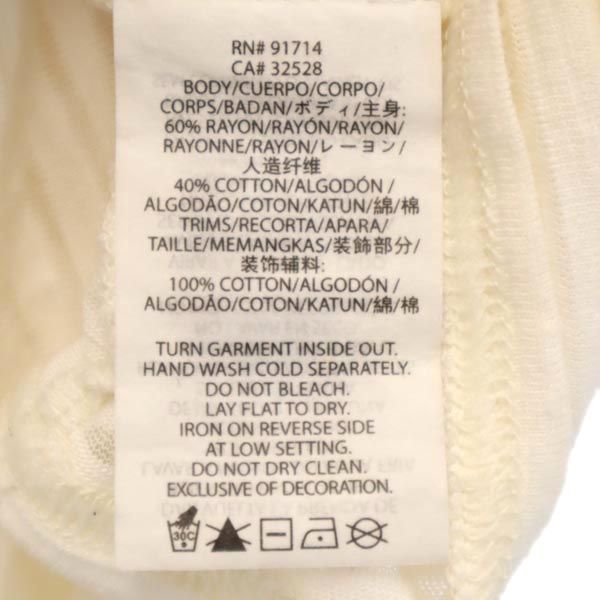 RN# 91714
CA# 32528
BODY/CUERPO/CORPO/
CORPS/BADAN/ボディ/主身:
60% RAYON/RAYÓN/RAYON/
RAYONNE/RAYON/レーヨン/
人造纤维
40% COTTON/ALGODÓN/
ALGODÃO/COTON/KATUN/綿/棉
TRIMS/RECORTA/APARA/
TAILLE/MEMANGKAS/装飾部分/
装饰辅料:
100% COTTON/ALGODÓN/
ALGODÃO/COTON/KATUN/綿/棉
TURN GARMENT INSIDE OUT.
HAND WASH COLD SEPARATELY.
DO NOT BLEACH.
LAY FLAT TO DRY.
IRON ON REVERSE SIDE
AT LOW SETTING.
DO NOT DRY CLEAN.
EXCLUSIVE OF DECORATION.
30C